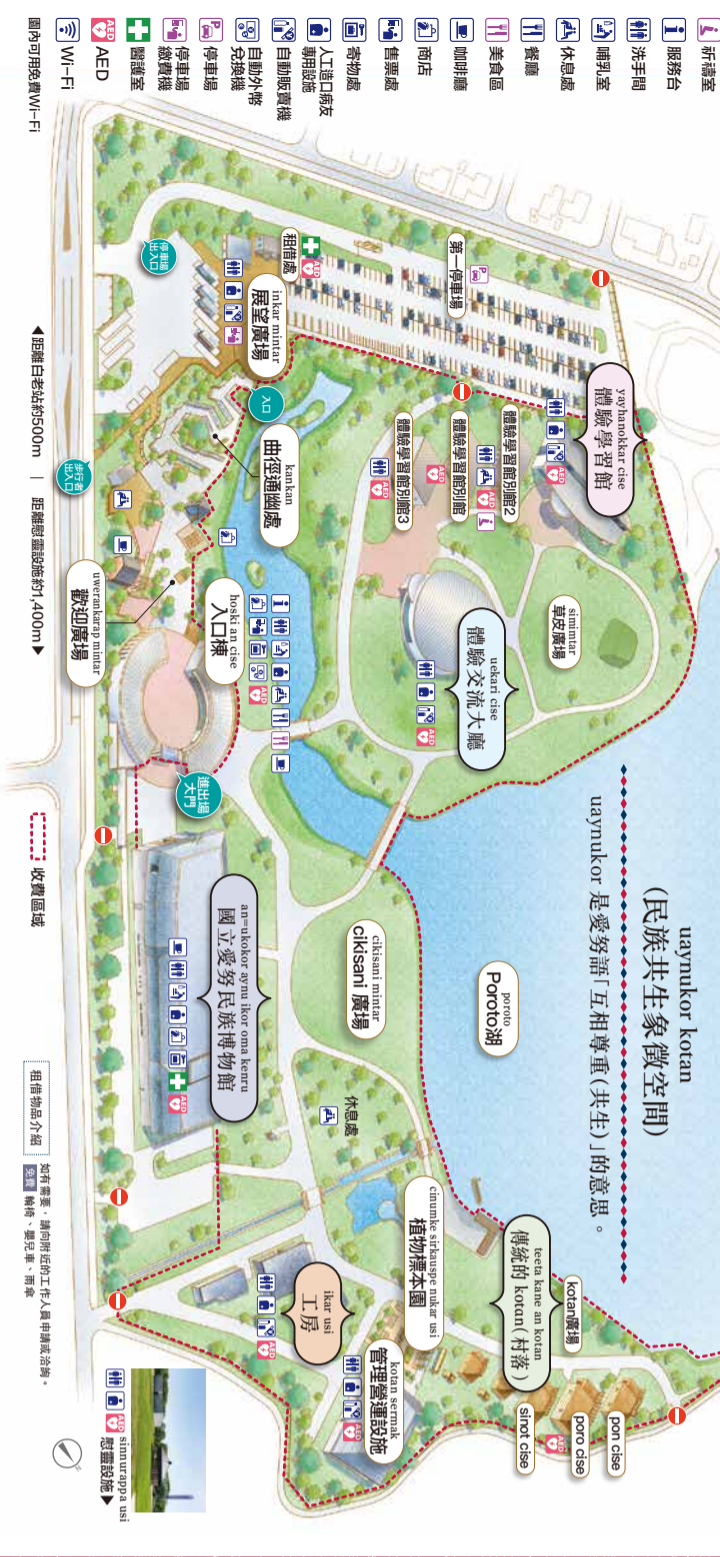 uaynukor kotan
(民族共生象徵空間)
uaynukor 是愛努語「互相尊重(共生)」的意思。
祈禱室
服務台
洗手間
哺乳室
休息處
餐廳
美食區
咖啡廳
商店
售票處
寄物處
人工造口病友
專用設施
自動販賣機
自動外幣
兌換機
停車場
停車場
繳費機
醫護室
AED
Wi-Fi
園內可用免費Wi-Fi
第一停車場
租借處
AED
停車場
出入口
inkar mintar
展望廣場
入口
kankan
曲徑通幽處
步行者
出入口
uwerankarap mintar
歡迎廣場
hoski an cise
入口棟
AED
進出場
大門
yayhanokkar cise
體驗學習館
AED
體驗學習館別館2
體驗學習館別館
AED
AED
體驗學習館別館3
AED
simimtar
草皮廣場
uekari cise
體驗交流大廳
AED
poroto
Poroto湖
cikisani mintar
cikisani 廣場
an=ukokor aynu ikor oma kenru
國立愛努民族博物館
AED
休息處
cinumke sirkauspe nukar usi
植物標本園
teeta kane an kotan
傳統的 kotan(村落)
kotan廣場
pon cise
poro cise
AED
sinot cise
ikar usi
工房
AED
kotan sermak
管理營運設施
AED
◀距離白老站約500m | 距離慰靈設施約1,400m▶
收費區域
租借物品介紹
如有需要，請向附近的工作人員申請或洽詢。
免費 輪椅、嬰兒車、雨傘
AED
sinnurappa usi
慰靈設施▶